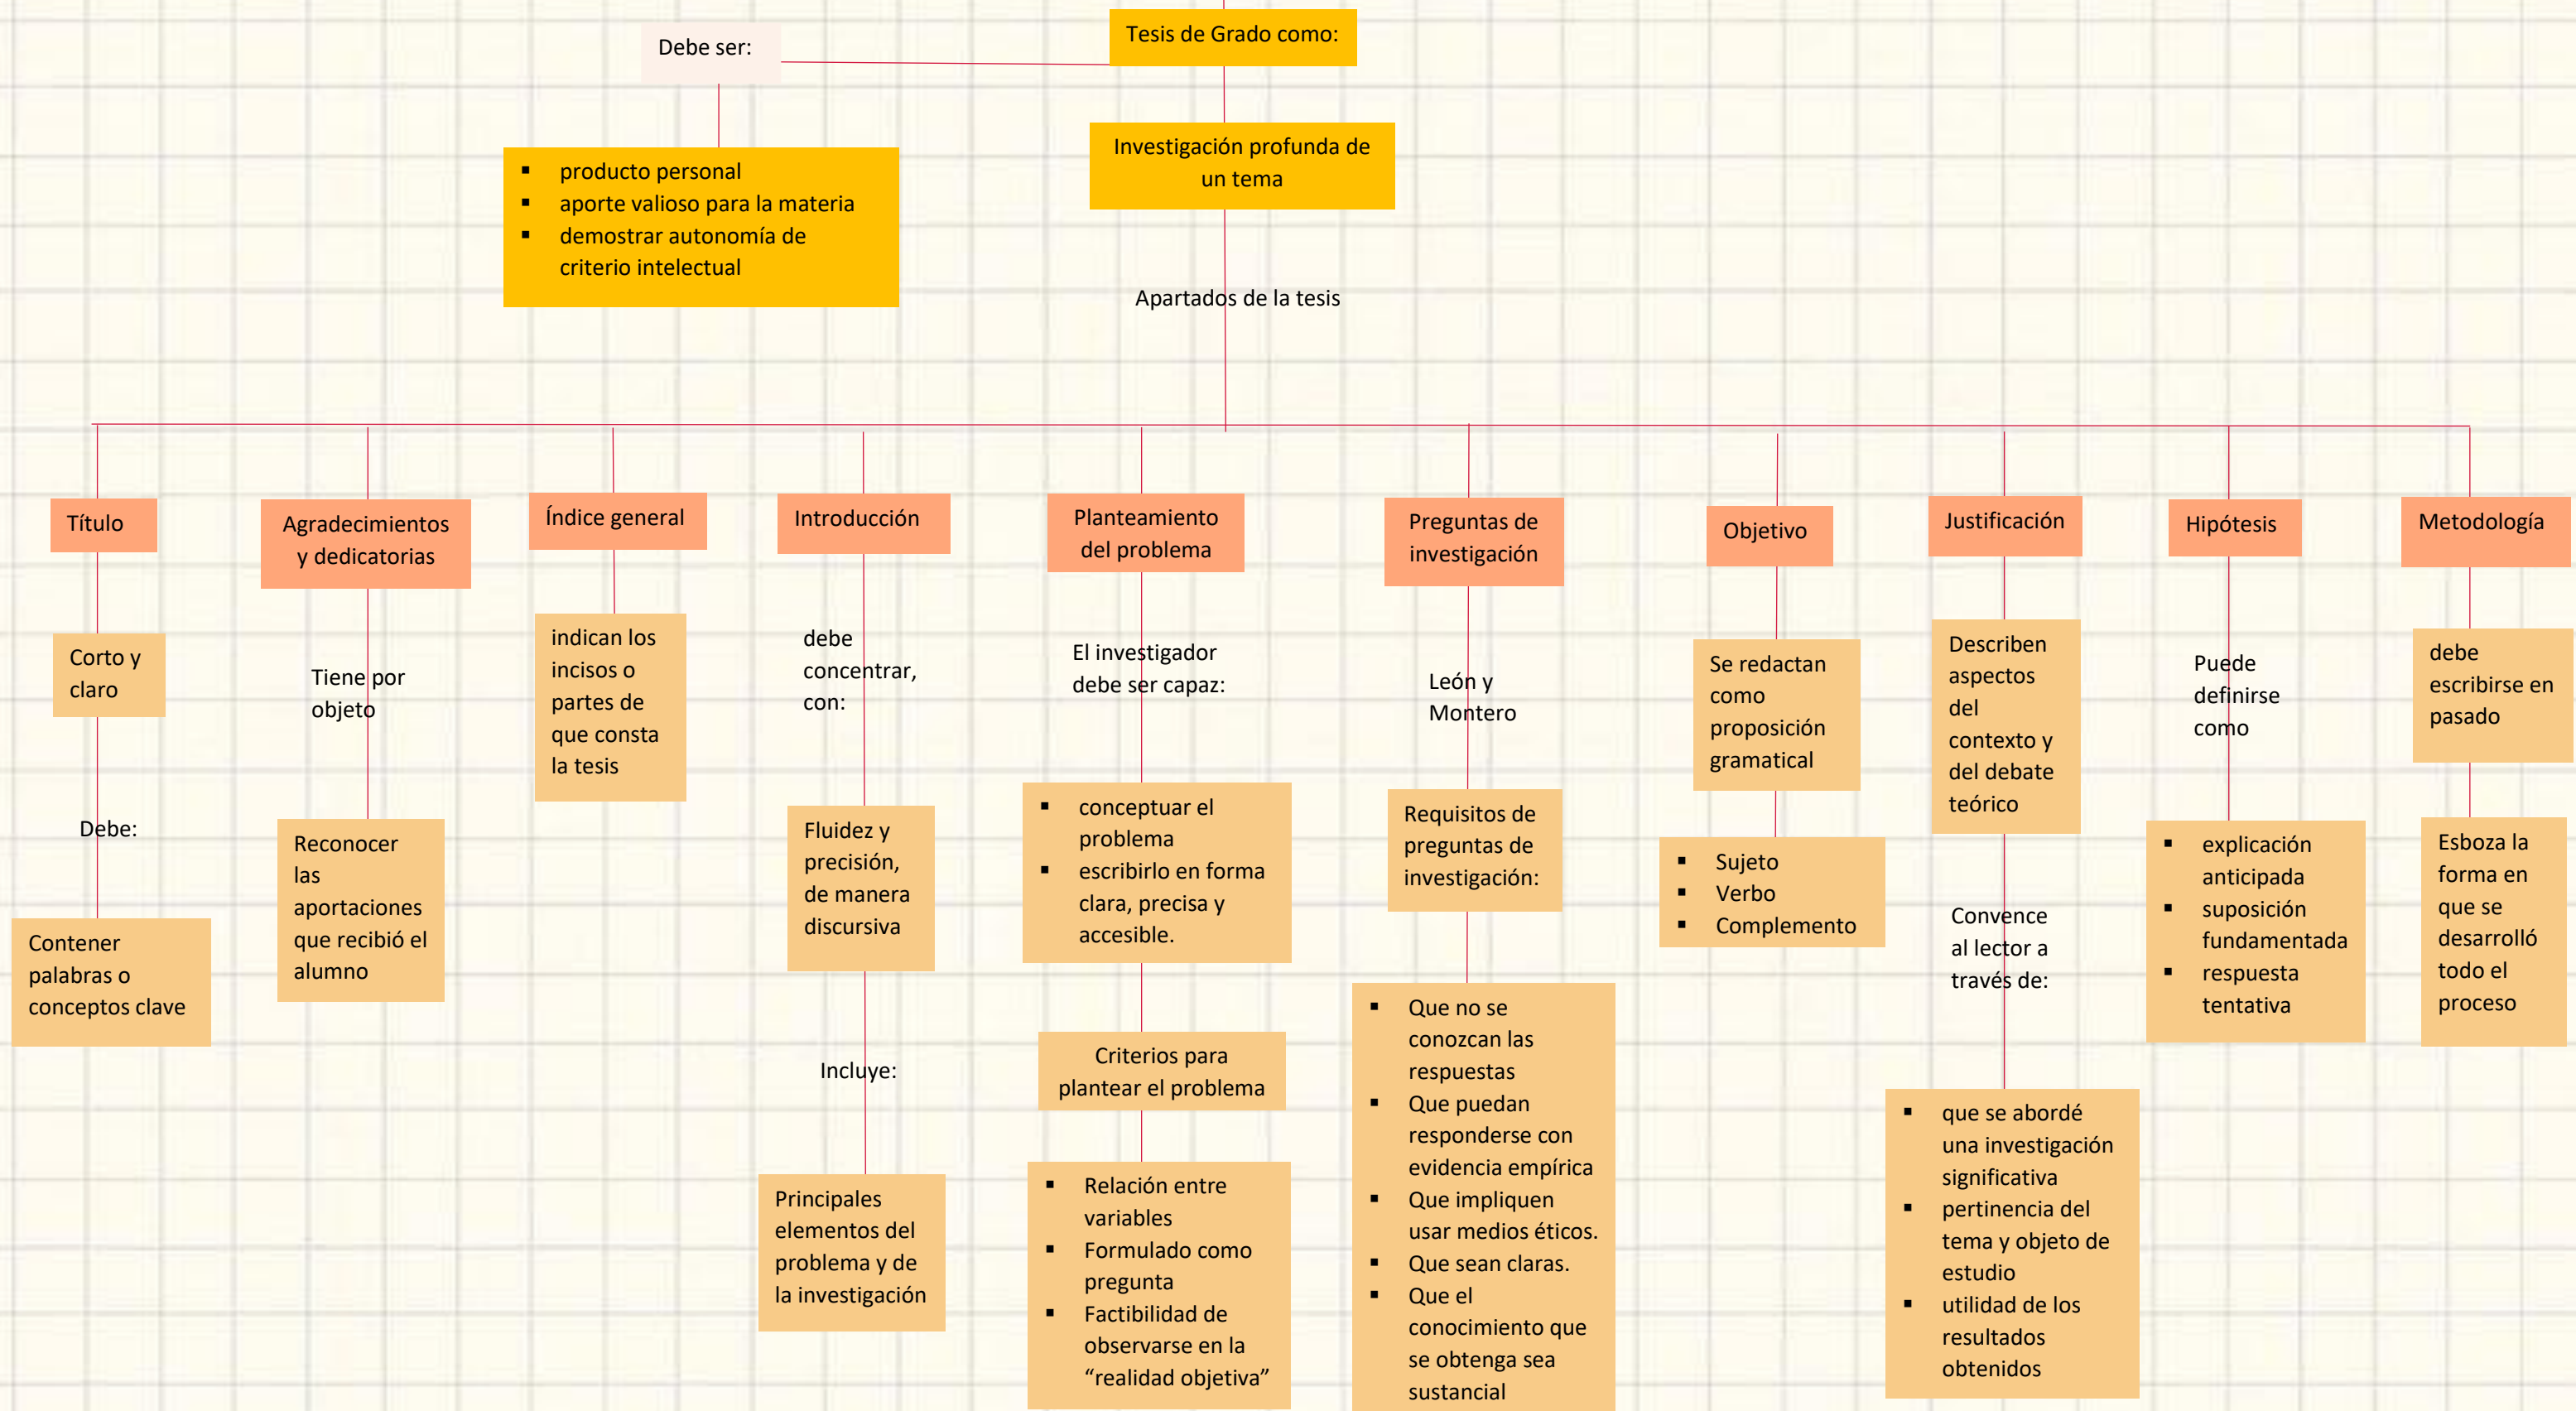 Tesis de Grado como:
Debe ser:
Investigación profunda de
un tema
▪ producto personal
▪ aporte valioso para la materia
▪ demostrar autonomía de
criterio intelectual
Apartados de la tesis
Título
Corto y
claro
Debe:
Contener
palabras o
conceptos clave
Agradecimientos
y dedicatorias
Tiene por
objeto
Reconocer
las
aportaciones
que recibió el
alumno
Índice general
indican los
incisos o
partes de
que consta
la tesis
Introducción
debe
concentrar,
con:
Fluidez y
precisión,
de manera
discursiva
Incluye:
Principales
elementos del
problema y de
la investigación
Planteamiento
del problema
El investigador
debe ser capaz:
▪ conceptuar el
problema
▪ escribirlo en forma
clara, precisa y
accesible.
Criterios para
plantear el problema
▪ Relación entre
variables
▪ Formulado como
pregunta
▪ Factibilidad de
observarse en la
“realidad objetiva”
Preguntas de
investigación
León y
Montero
Requisitos de
preguntas de
investigación:
▪ Que no se
conozcan las
respuestas
▪ Que puedan
responderse con
evidencia empírica
▪ Que impliquen
usar medios éticos.
▪ Que sean claras.
▪ Que el
conocimiento que
se obtenga sea
sustancial
Objetivo
Se redactan
como
proposición
gramatical
▪ Sujeto
▪ Verbo
▪ Complemento
Justificación
Describen
aspectos
del
contexto y
del debate
teórico
Convence
al lector a
través de:
▪ que se abordé
una investigación
significativa
▪ pertinencia del
tema y objeto de
estudio
▪ utilidad de los
resultados
obtenidos
Hipótesis
Puede
definirse
como
▪ explicación
anticipada
▪ suposición
fundamentada
▪ respuesta
tentativa
Metodología
debe
escribirse en
pasado
Esboza la
forma en
que se
desarrolló
todo el
proceso